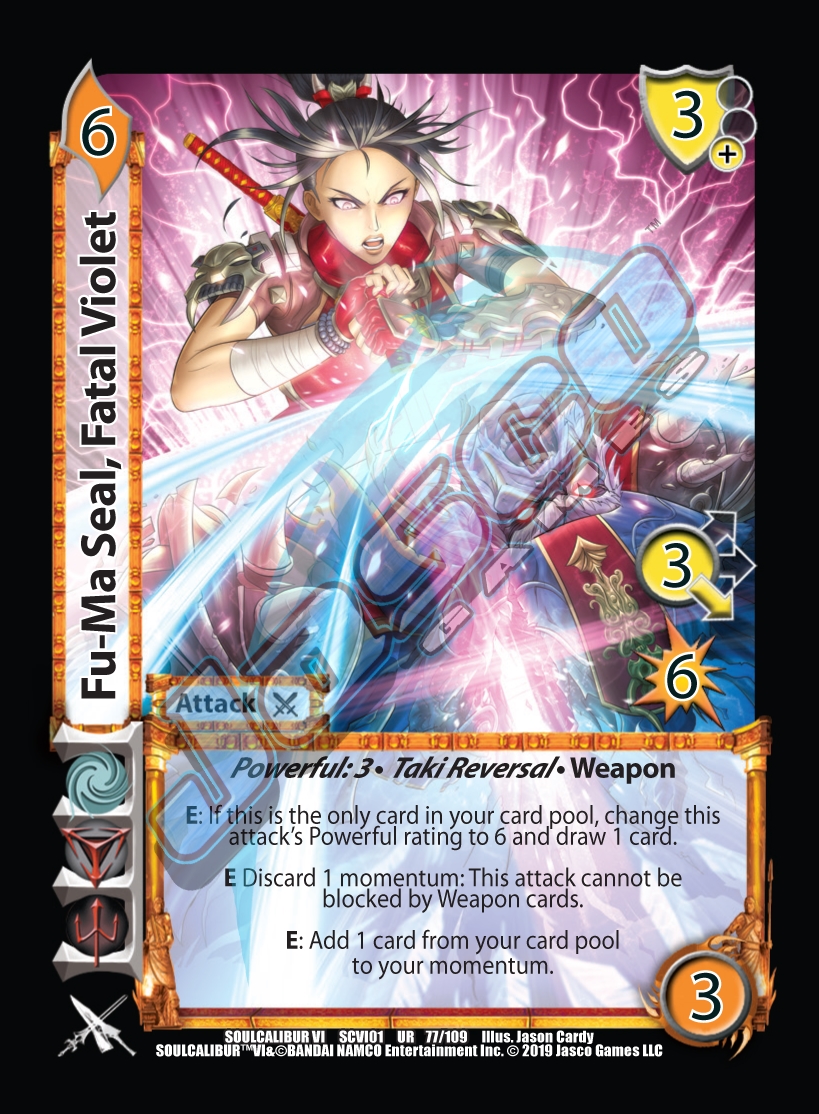 6
3
+
Fu-Ma Seal, Fatal Violet
TM
JASCO
GAMES
3
6
Attack
Powerful: 3 • Taki Reversal • Weapon
E: If this is the only card in your card pool, change this
attack's Powerful rating to 6 and draw 1 card.
E Discard 1 momentum: This attack cannot be
blocked by Weapon cards.
E: Add 1 card from your card pool
to your momentum.
3
SOULCALIBUR VI SCVI01 UR 77/109 Illus. Jason Cardy
SOULCALIBUR™VI&©BANDAI NAMCO Entertainment Inc. © 2019 Jasco Games LLC